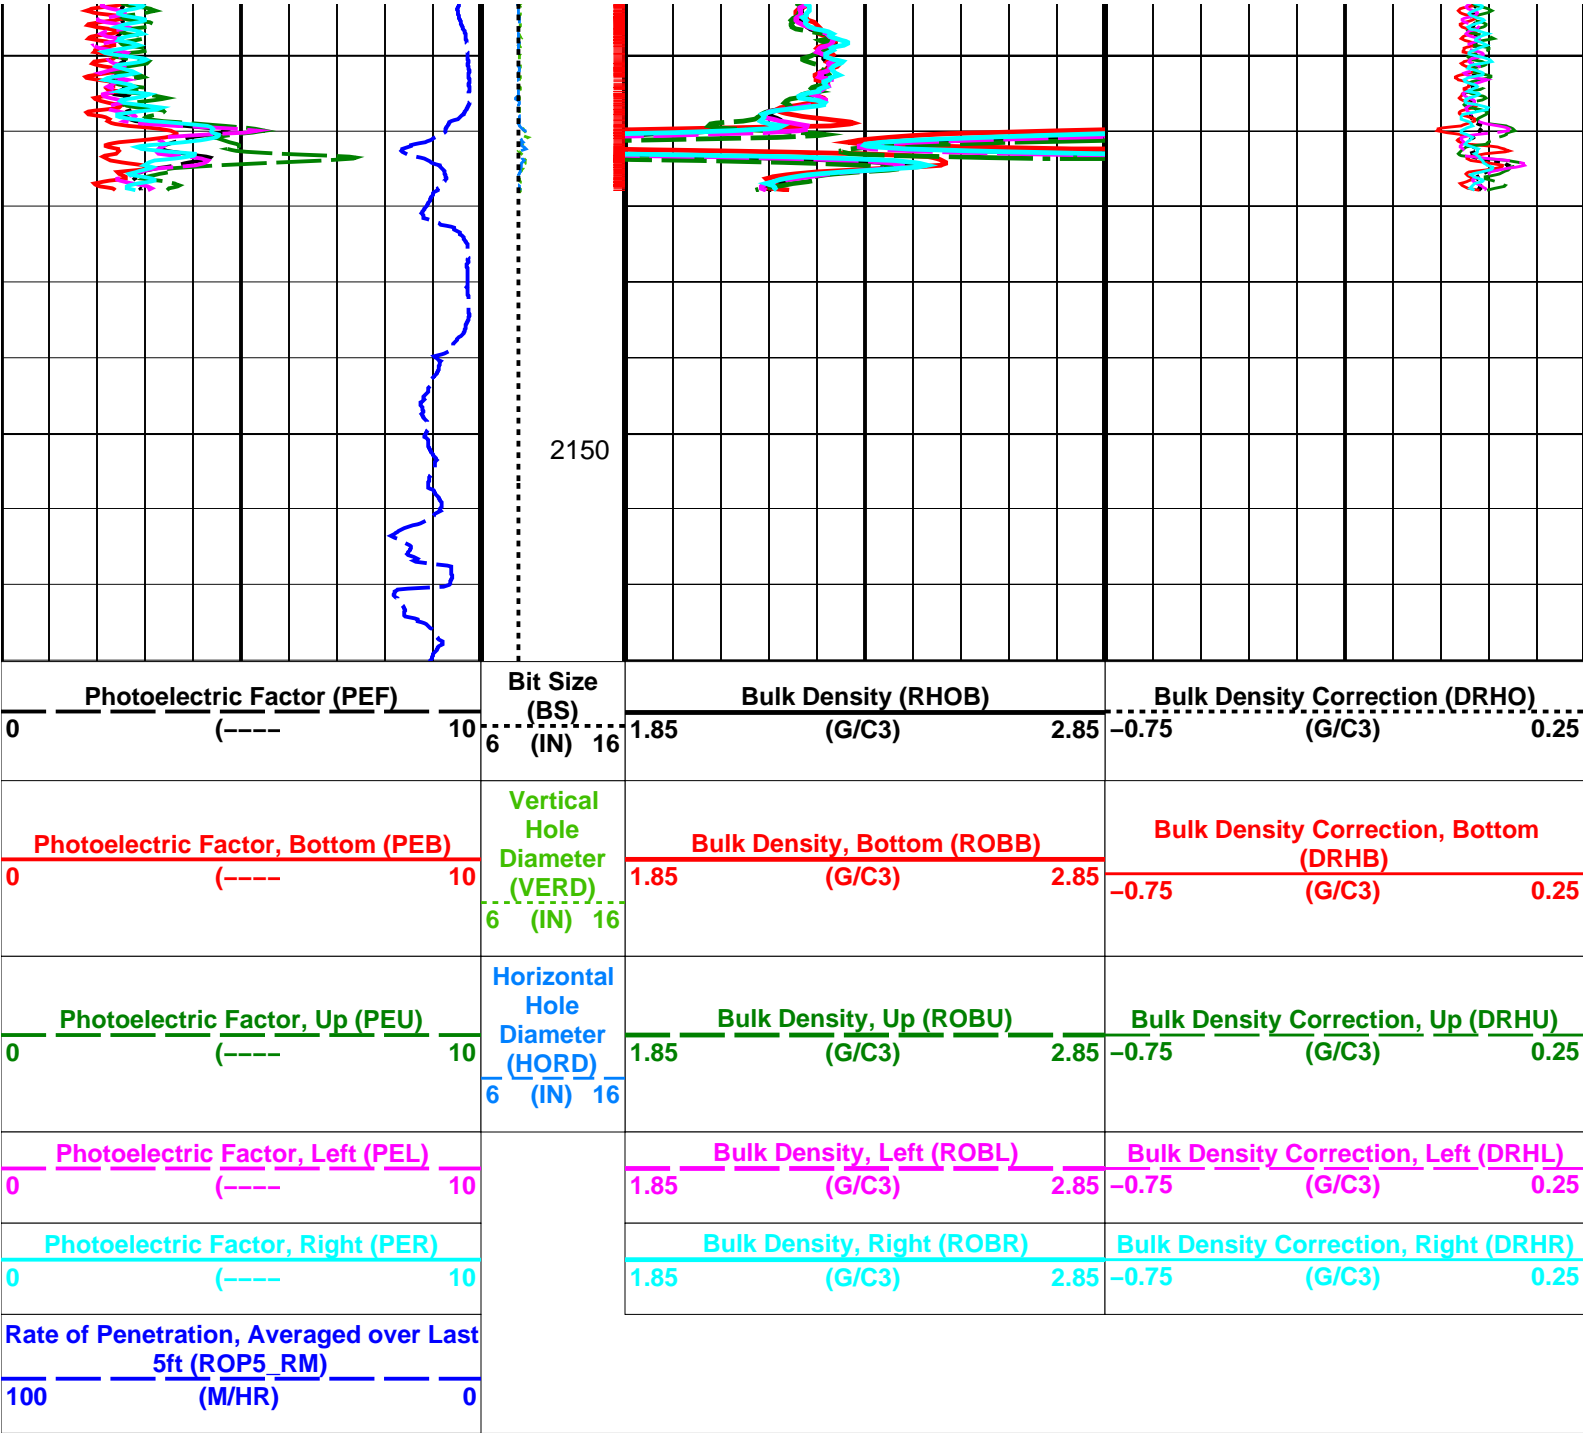 2150
Photoelectric Factor (PEF)
0 (---- 10
Bit Size
(BS)
6 (IN) 16
Bulk Density (RHOB)
1.85 (G/C3) 2.85
Bulk Density Correction (DRHO)
−0.75 (G/C3) 0.25
Photoelectric Factor, Bottom (PEB)
0 (---- 10
Vertical
Hole
Diameter
(VERD)
6 (IN) 16
Bulk Density, Bottom (ROBB)
1.85 (G/C3) 2.85
Bulk Density Correction, Bottom
(DRHB)
−0.75 (G/C3) 0.25
Photoelectric Factor, Up (PEU)
0 (---- 10
Horizontal
Hole
Diameter
(HORD)
6 (IN) 16
Bulk Density, Up (ROBU)
1.85 (G/C3) 2.85
Bulk Density Correction, Up (DRHU)
−0.75 (G/C3) 0.25
Photoelectric Factor, Left (PEL)
0 (---- 10
Bulk Density, Left (ROBL)
1.85 (G/C3) 2.85
Bulk Density Correction, Left (DRHL)
−0.75 (G/C3) 0.25
Photoelectric Factor, Right (PER)
0 (---- 10
Bulk Density, Right (ROBR)
1.85 (G/C3) 2.85
Bulk Density Correction, Right (DRHR)
−0.75 (G/C3) 0.25
Rate of Penetration, Averaged over Last
5ft (ROP5_RM)
100 (M/HR) 0